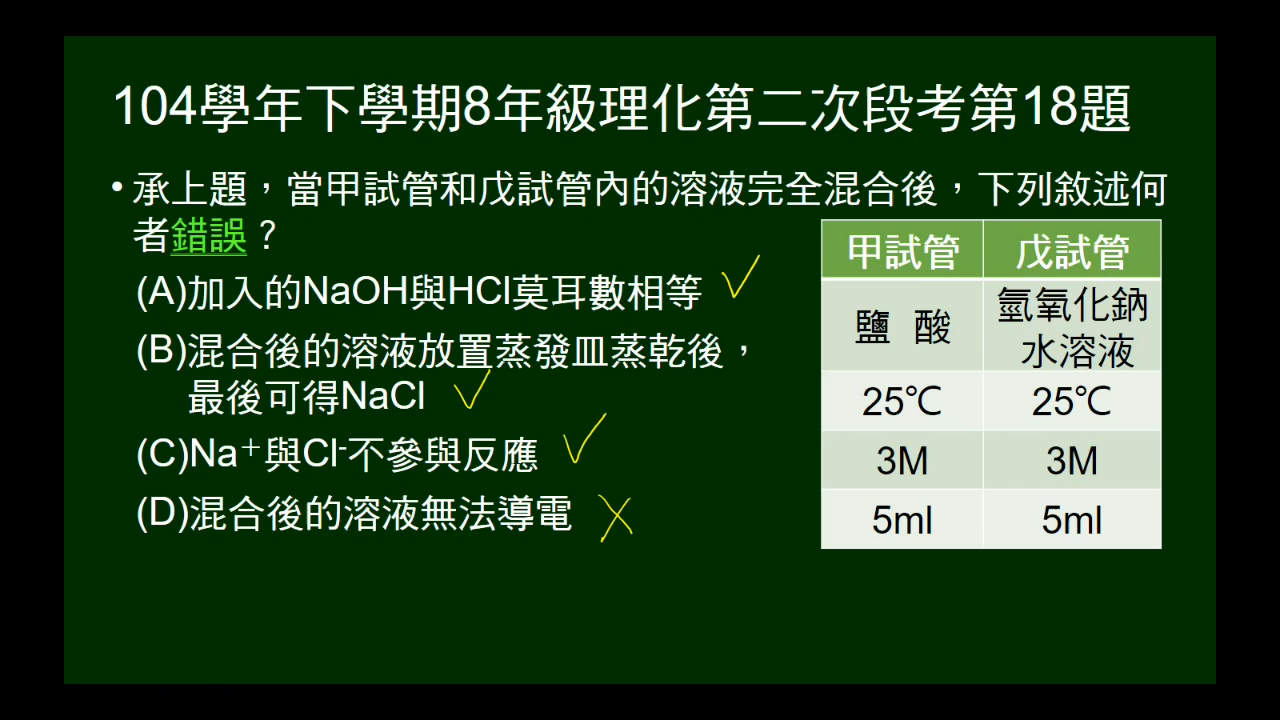 104學年下學期8年級理化第二次段考第18題
•承上題，當甲試管和戊試管內的溶液完全混合後，下列敘述何
者錯誤？
(A)加入的NaOH與HCl莫耳數相等
(B)混合後的溶液放置蒸發皿蒸乾後，
最後可得NaCl
(C)Na⁺與Cl⁻不參與反應
(D)混合後的溶液無法導電
甲試管 戊試管
鹽 酸 氫氧化鈉
水溶液
25℃ 25℃
3M 3M
5ml 5ml